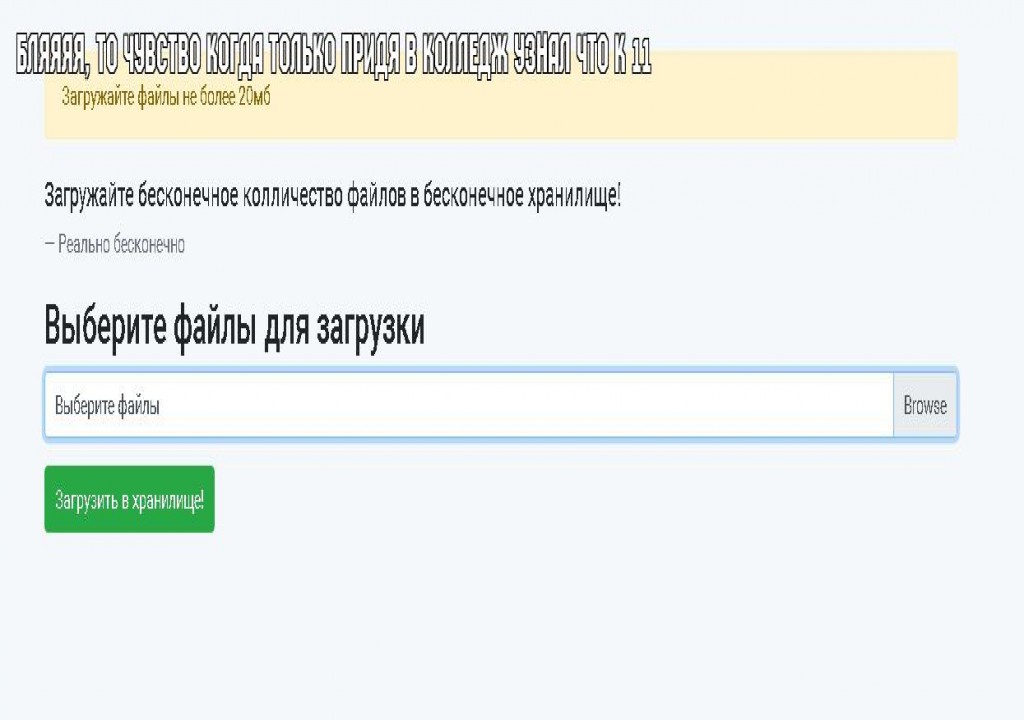 БЛЯЯЯЯ, ТО ЧУВСТВО КОГДА ТОЛЬКО ПРИДЯ В КОЛЛЕДЖ УЗНАЛ ЧТО К 11
Загружайте файлы не более 20мб
Загружайте бесконечное колличество файлов в бесконечное хранилище!
— Реально бесконечно
Выберите файлы для загрузки
Выберите файлы
Browse
Загрузить в хранилище!